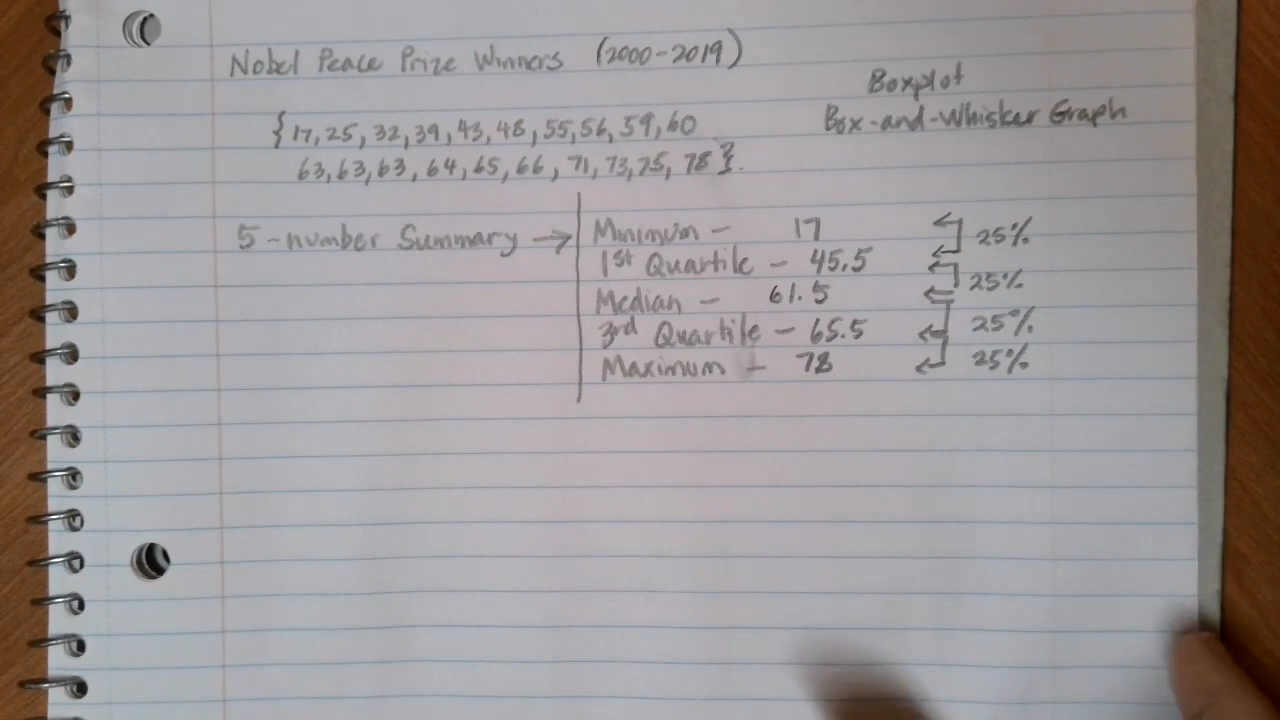 Nobel Peace Prize Winners (2000-2019)
Boxplot
Box-and-Whisker Graph
{17, 25, 32, 39, 43, 48, 55, 56, 59, 60
63, 63, 63, 64, 65, 66, 71, 73, 75, 78}.
5-number Summary →
Minimum - 17
1st Quartile - 45.5
Median - 61.5
3rd Quartile - 65.5
Maximum - 78
25%
25%
25%
25%